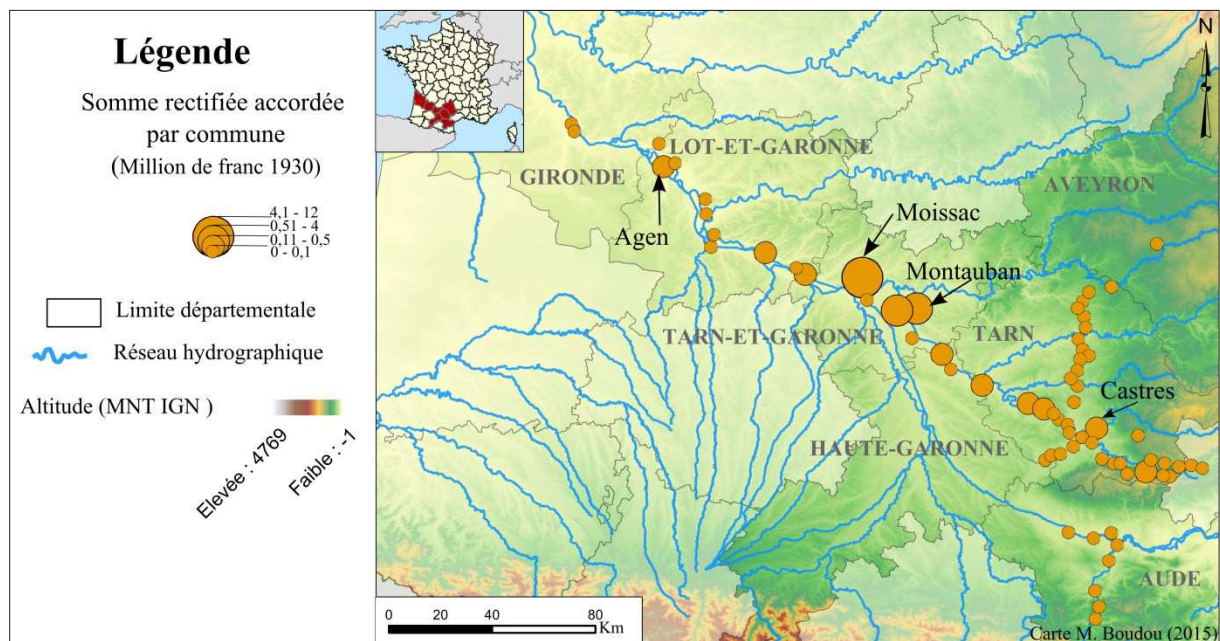 Légende
Somme rectifiée accordée
par commune
(Million de franc 1930)
4,1 - 12
0,51 - 4
0,11 - 0,5
0 - 0,1
Limite départementale
Réseau hydrographique
Altitude (MNT IGN )
Elevée : 4769
Faible : -1
N
LOT-ET-GARONNE
GIRONDE
AVEYRON
Agen
Moissac
Montauban
TARN-ET-GARONNE
TARN
Castres
HAUTE-GARONNE
AUDE
0 20 40 80
Km
Carte M. Boudou (2015)